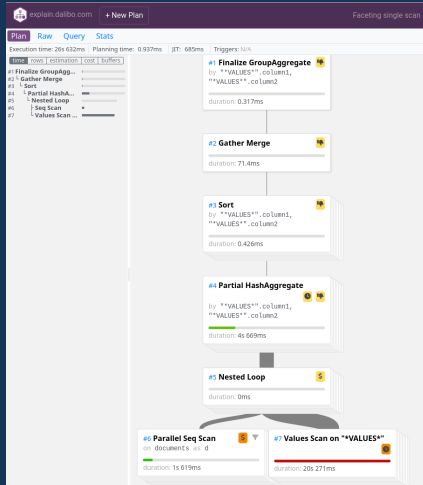 explain.dalibo.com
+ New Plan
Faceting single scan
Plan Raw Query Stats
Execution time: 26s 632ms Planning time: 0.937ms JIT: 685ms Triggers: N/A
time rows estimation cost buffers
#1 Finalize GroupAgg...
#2 └ Gather Merge
#3 └ Sort
#4 └ Partial HashA...
#5 └ Nested Loop
#6 ├ Seq Scan
#7 └ Values Scan ...
#1 Finalize GroupAggregate
by "*VALUES*".column1,
"*VALUES*".column2
duration: 0.317ms
#2 Gather Merge
duration: 71.4ms
#3 Sort
by "*VALUES*".column1,
"*VALUES*".column2
duration: 0.426ms
#4 Partial HashAggregate
by "*VALUES*".column1,
"*VALUES*".column2
duration: 4s 669ms
#5 Nested Loop
$
duration: 0ms
#6 Parallel Seq Scan
$
on documents as d
duration: 1s 619ms
#7 Values Scan on "*VALUES*"
duration: 20s 271ms